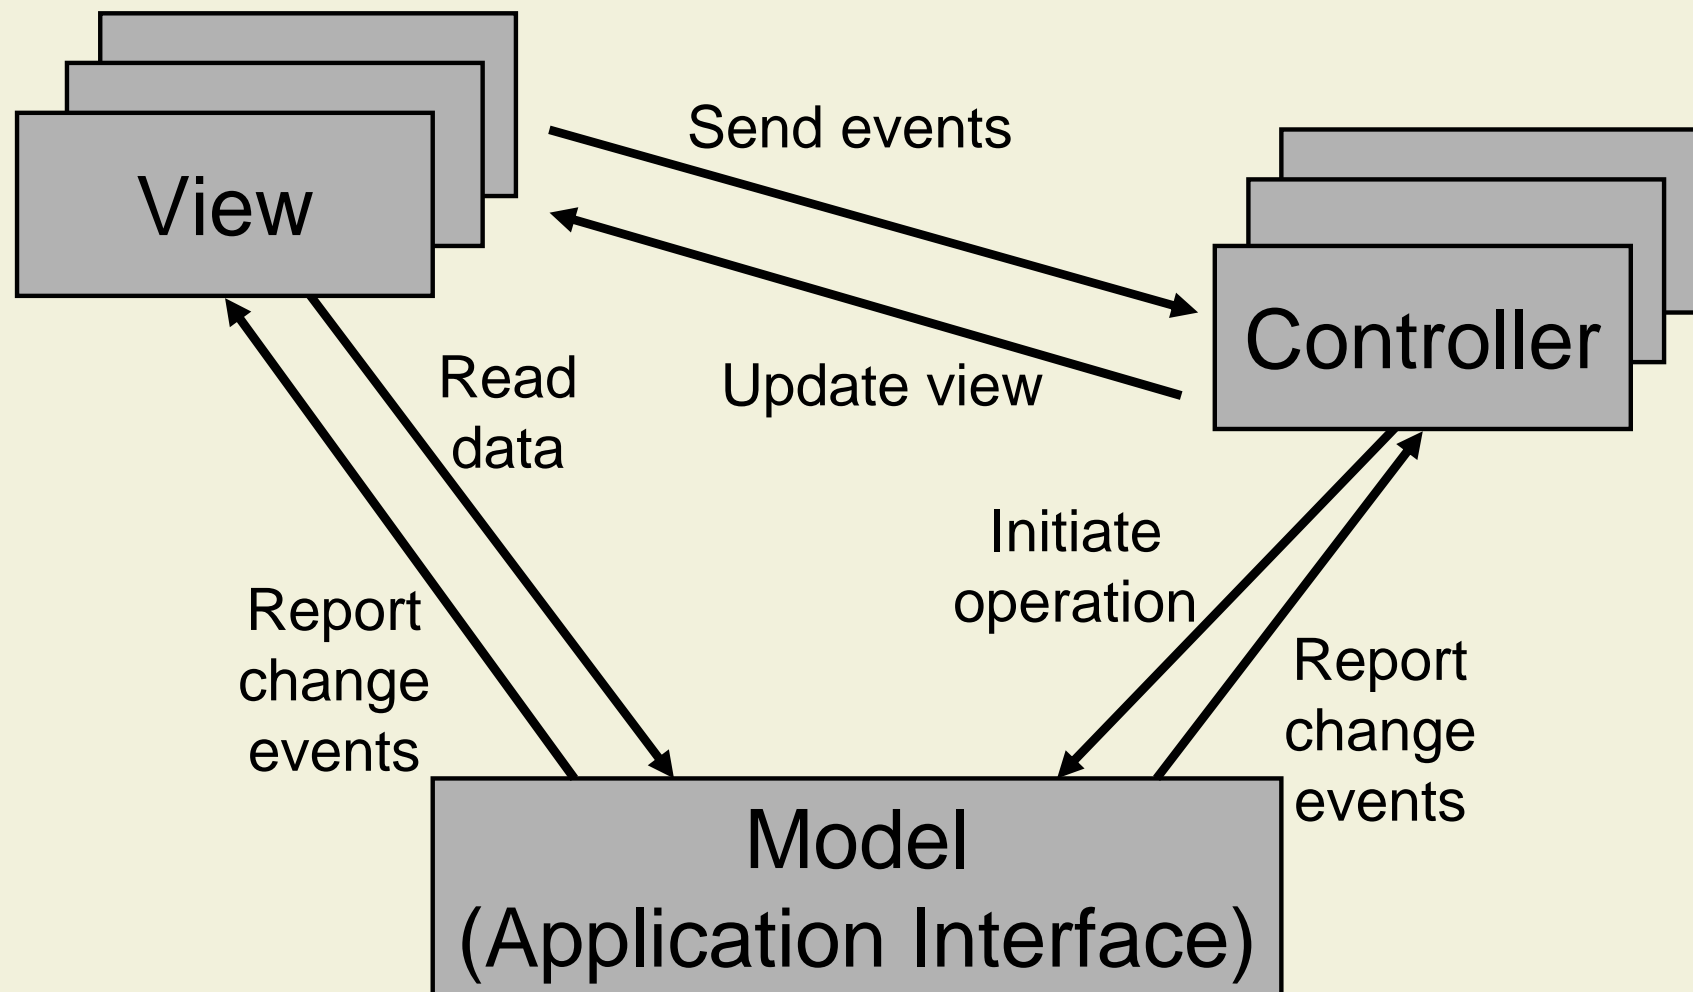 Send events
View
Controller
Update view
Read
data
Initiate
operation
Report
change
events
Report
change
events
Model
(Application Interface)